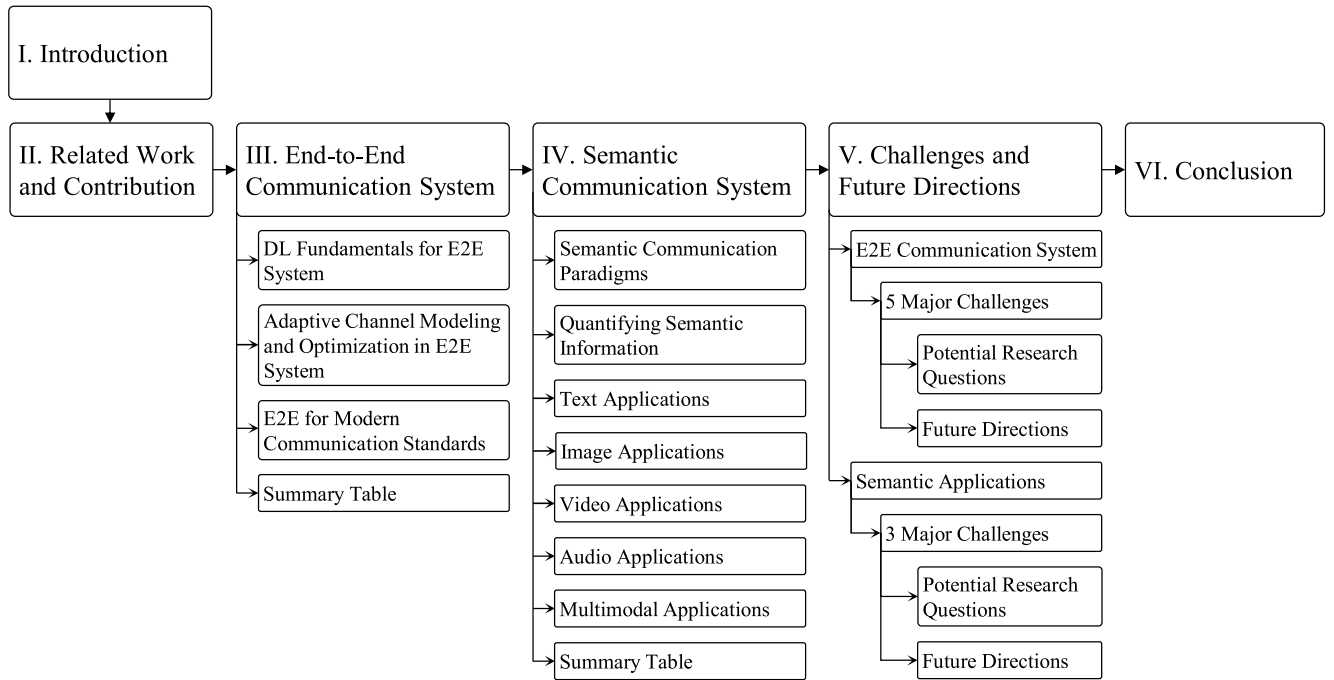 I. Introduction
II. Related Work
and Contribution
III. End-to-End
Communication System
DL Fundamentals for E2E
System
Adaptive Channel Modeling
and Optimization in E2E
System
E2E for Modern
Communication Standards
Summary Table
IV. Semantic
Communication System
Semantic Communication
Paradigms
Quantifying Semantic
Information
Text Applications
Image Applications
Video Applications
Audio Applications
Multimodal Applications
Summary Table
V. Challenges and
Future Directions
E2E Communication System
5 Major Challenges
Potential Research
Questions
Future Directions
Semantic Applications
3 Major Challenges
Potential Research
Questions
Future Directions
VI. Conclusion